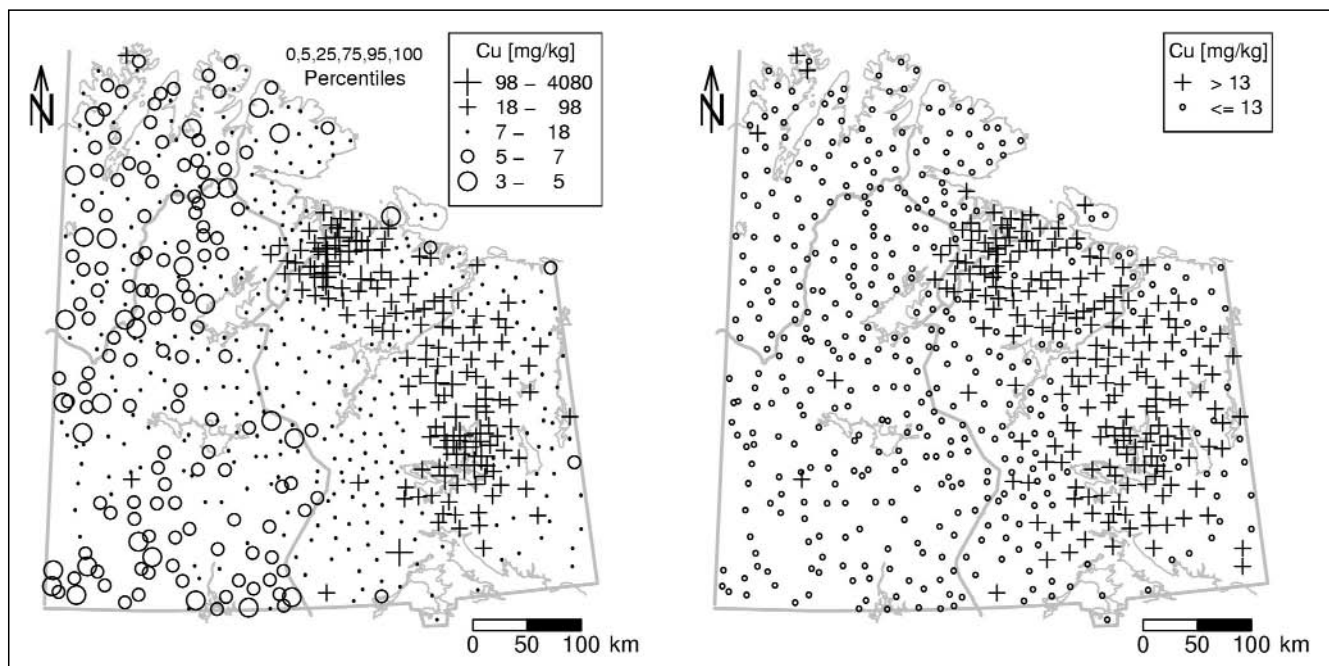 0,5,25,75,95,100
Percentiles
Cu [mg/kg]
98 – 4080
18 – 98
7 – 18
5 – 7
3 – 5
N
0 50 100 km
Cu [mg/kg]
> 13
<= 13
N
0 50 100 km